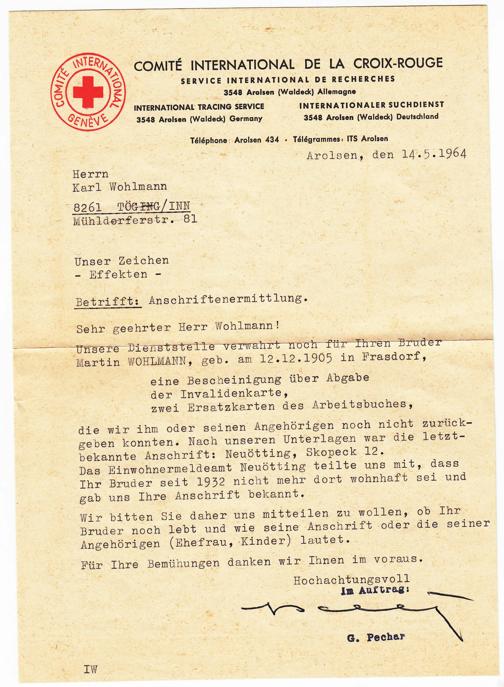 COMITÉ INTERNATIONAL
GENÈVE
COMITÉ INTERNATIONAL DE LA CROIX-ROUGE
SERVICE INTERNATIONAL DE RECHERCHES
3548 Arolsen (Waldeck) Allemagne
INTERNATIONAL TRACING SERVICE INTERNATIONALER SUCHDIENST
3548 Arolsen (Waldeck) Germany 3548 Arolsen (Waldeck) Deutschland
Téléphone: Arolsen 434 • Télégrammes: ITS Arolsen
Arolsen, den 14.5.1964
Herrn
Karl Wohlmann
8261 TÖGING/INN
Mühldorferstr. 81
Unser Zeichen
- Effekten -
Betrifft: Anschriftenermittlung.
Sehr geehrter Herr Wohlmann!
Unsere Dienststelle verwahrt noch für Ihren Bruder
Martin WOHLMANN, geb. am 12.12.1905 in Frasdorf,
eine Bescheinigung über Abgabe
der Invalidenkarte,
zwei Ersatzkarten des Arbeitsbuches,
die wir ihm oder seinen Angehörigen noch nicht zurück-
geben konnten. Nach unseren Unterlagen war die letzt-
bekannte Anschrift: Neuötting, Skopeck 12.
Das Einwohnermeldeamt Neuötting teilte uns mit, dass
Ihr Bruder seit 1932 nicht mehr dort wohnhaft sei und
gab uns Ihre Anschrift bekannt.
Wir bitten Sie daher uns mitteilen zu wollen, ob Ihr
Bruder noch lebt und wie seine Anschrift oder die seiner
Angehörigen (Ehefrau, Kinder) lautet.
Für Ihre Bemühungen danken wir Ihnen im voraus.
Hochachtungsvoll
im Auftrag:
G. Pechar
IW